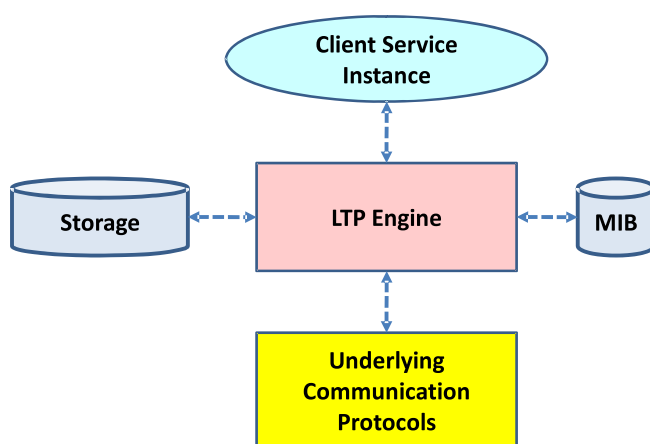 Client Service
Instance
Storage
LTP Engine
MIB
Underlying
Communication
Protocols